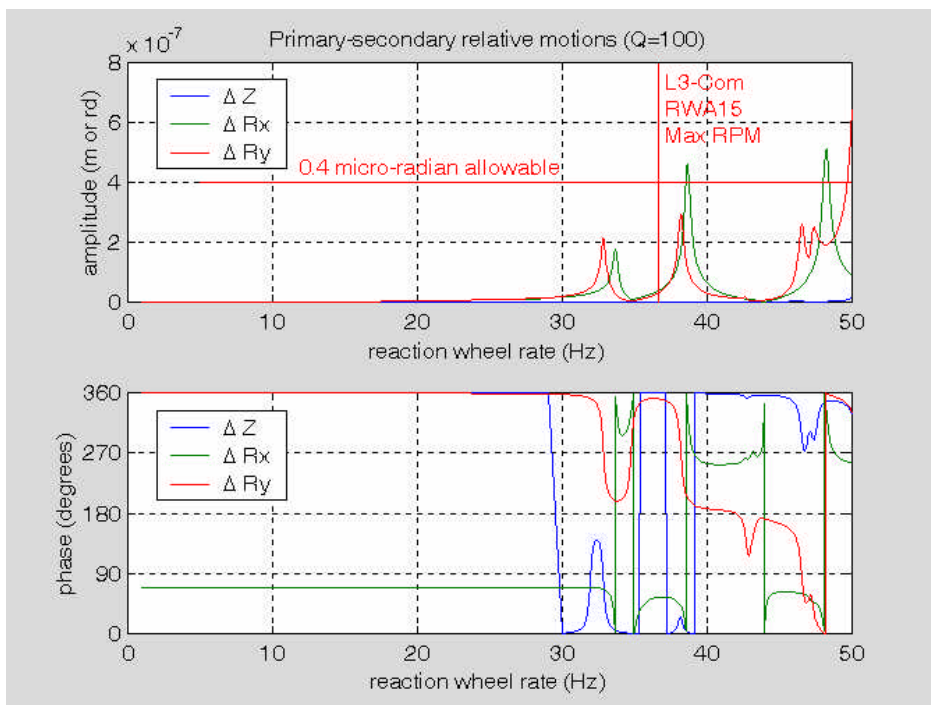 Primary-secondary relative motions (Q=100)
x 10⁻⁷
8
6
4
2
0
amplitude (m or rd)
Δ Z
Δ Rx
Δ Ry
0.4 micro-radian allowable
L3-Com
RWA15
Max RPM
0 10 20 30 40 50
reaction wheel rate (Hz)
360
270
180
90
0
phase (degrees)
Δ Z
Δ Rx
Δ Ry
0 10 20 30 40 50
reaction wheel rate (Hz)